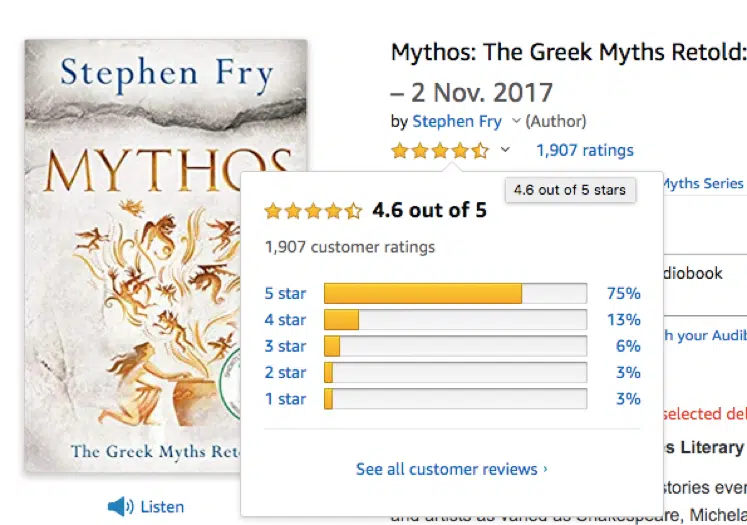 Stephen Fry
MYTHOS
The Greek Myths
Listen
Mythos: The Greek Myths Retold:
– 2 Nov. 2017
by Stephen Fry (Author)
1,907 ratings
4.6 out of 5 stars
Myths Series
4.6 out of 5
1,907 customer ratings
5 star 75%
4 star 13%
3 star 6%
2 star 3%
1 star 3%
See all customer reviews ›
diobook
h your Audib
selected del
s Literary
stories ever
and artists as varied as Shakespeare, Michela